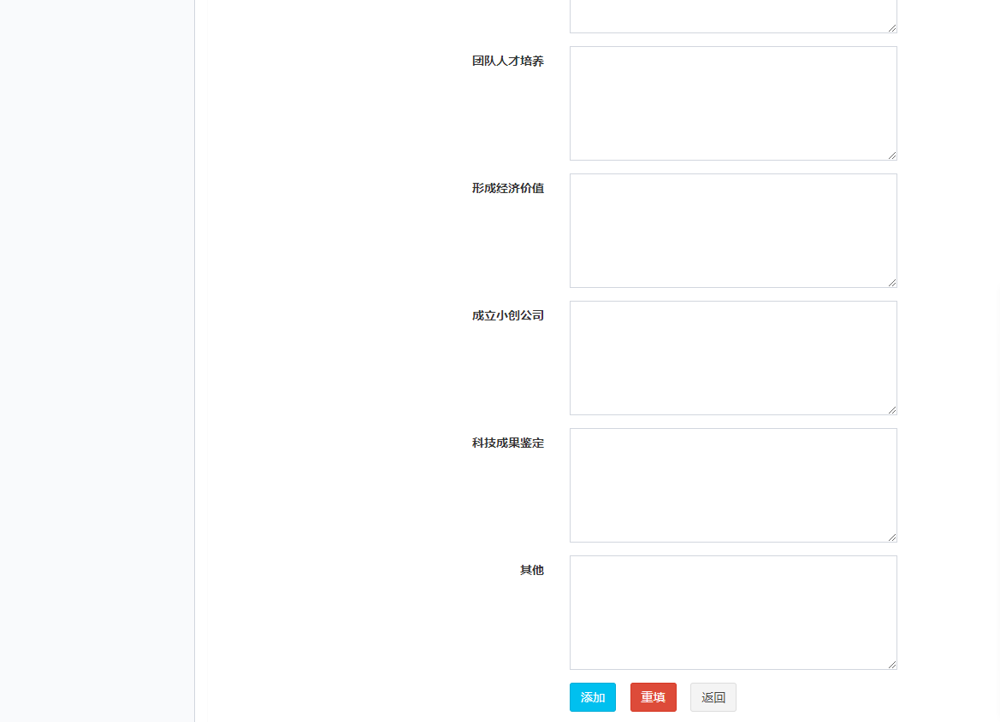 团队人才培养
形成经济价值
成立小创公司
科技成果鉴定
其他
添加 重填 返回